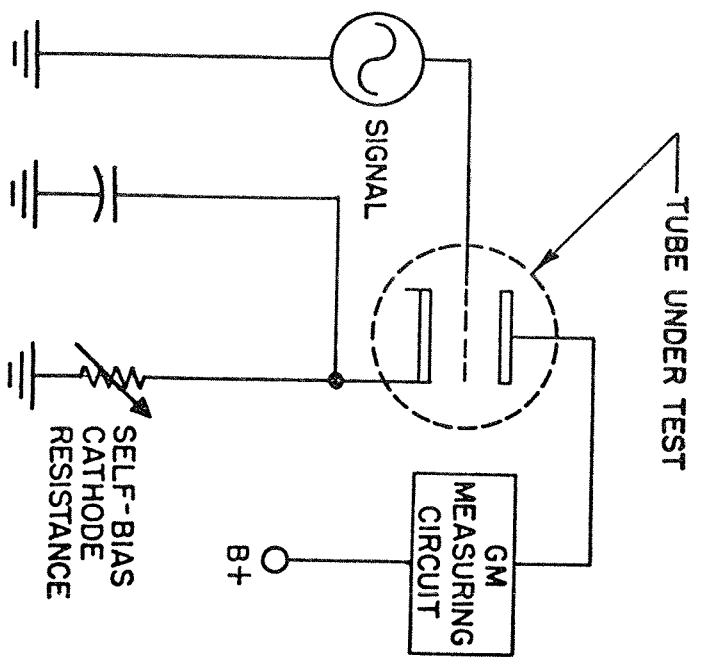 TUBE UNDER TEST
SIGNAL
GM
MEASURING
CIRCUIT
B+
SELF-BIAS
CATHODE
RESISTANCE